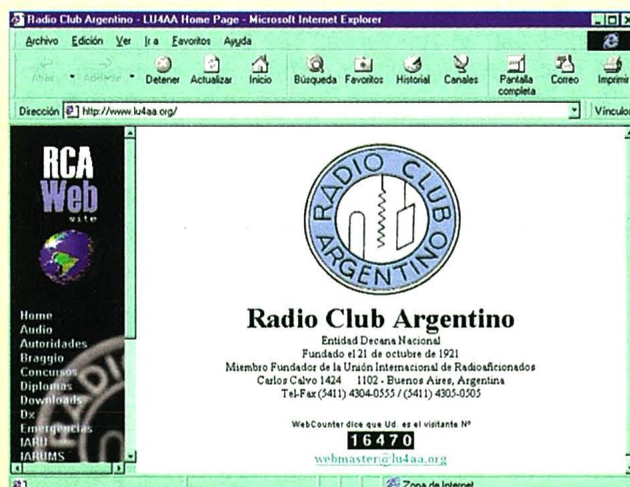 Radio Club Argentino - LU4AA Home Page - Microsoft Internet Explorer
Archivo Edición Ver Ir a Favoritos Ayuda
Atrás Adelante Detener Actualizar Inicio Búsqueda Favoritos Historial Canales Pantalla completa Correo Imprimir
Dirección http://www.lu4aa.org/ Vínculos
RCA
Web
site
Home
Audio
Autoridades
Braggio
Concursos
Diplomas
Downloads
Dx
Emergencias
IARU
IARUMS
RADIO CLUB
ARGENTINO
Radio Club Argentino
Entidad Decana Nacional
Fundado el 21 de octubre de 1921
Miembro Fundador de la Unión Internacional de Radioaficionados
Carlos Calvo 1424 1102 - Buenos Aires, Argentina
Tel-Fax (5411) 4304-0555 / (5411) 4305-0505
WebCounter dice que Ud. es el visitante Nº
16470
webmaster@lu4aa.org
Zona de Internet